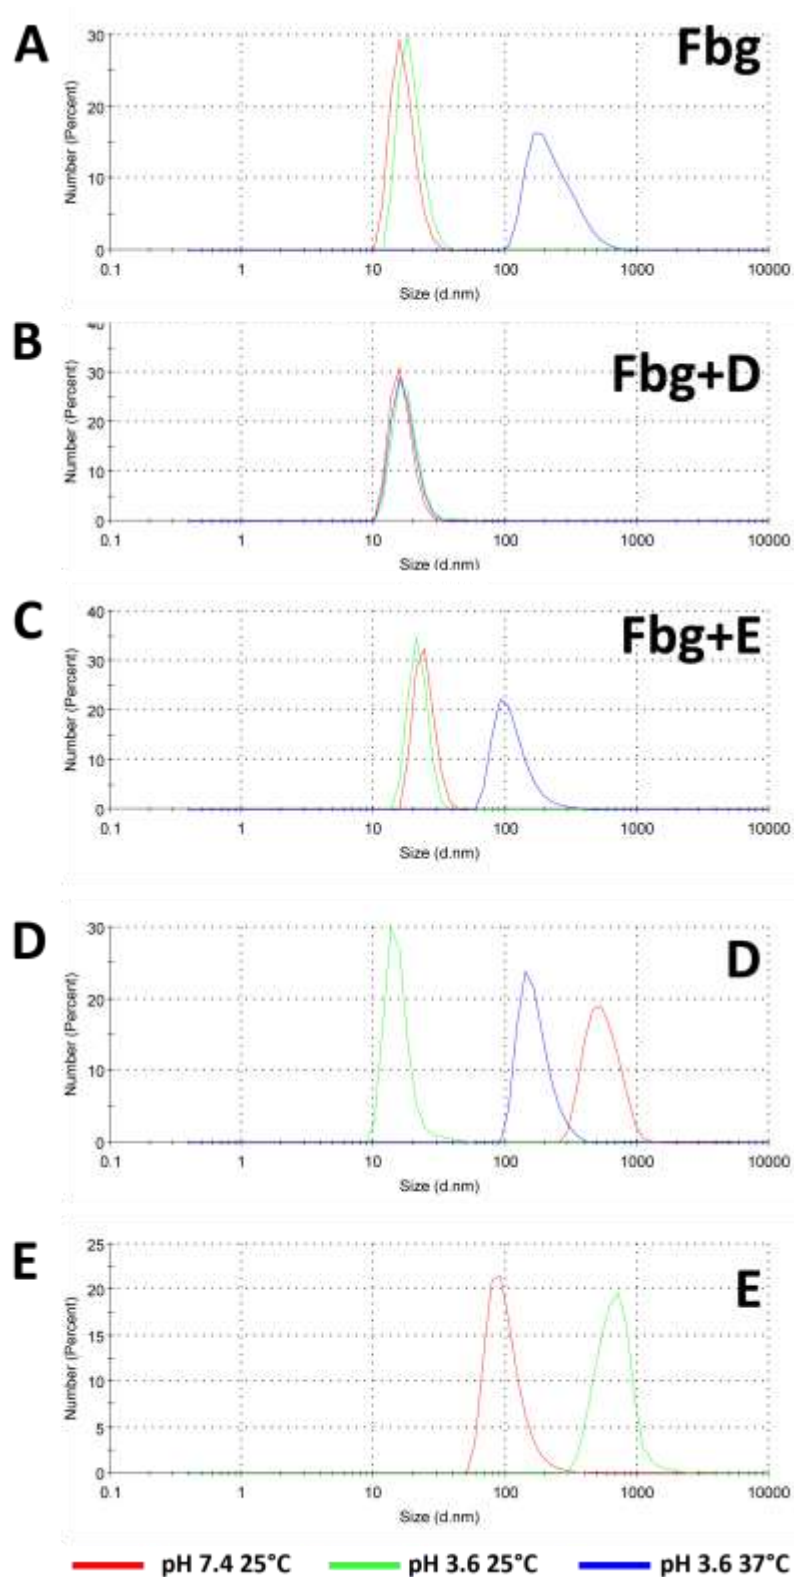 A
Fbg
Number (Percent)
30
20
10
0
0.1 1 10 100 1000 10000
Size (d.nm)
B
Fbg+D
Number (Percent)
40
30
20
10
0
0.1 1 10 100 1000 10000
Size (d.nm)
C
Fbg+E
Number (Percent)
40
30
20
10
0
0.1 1 10 100 1000 10000
Size (d.nm)
D
D
Number (Percent)
30
20
10
0
0.1 1 10 100 1000 10000
Size (d.nm)
E
E
Number (Percent)
25
20
15
10
5
0
0.1 1 10 100 1000 10000
Size (d.nm)
pH 7.4 25°C pH 3.6 25°C pH 3.6 37°C